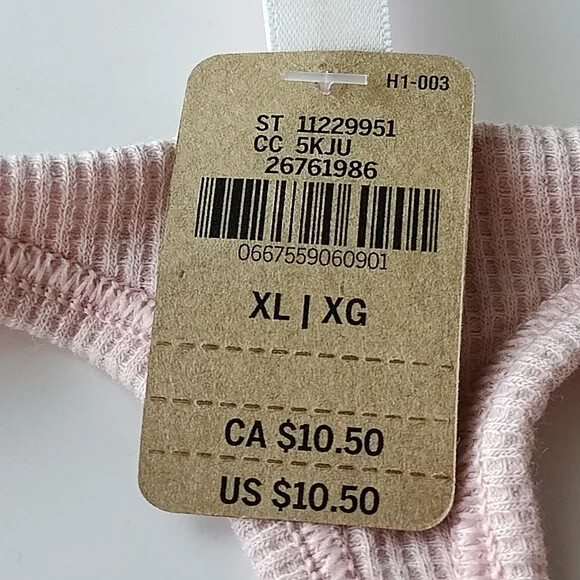 H1-003
ST 11229951
CC 5KJU
26761986
0667559060901
XL | XG
CA $10.50
US $10.50